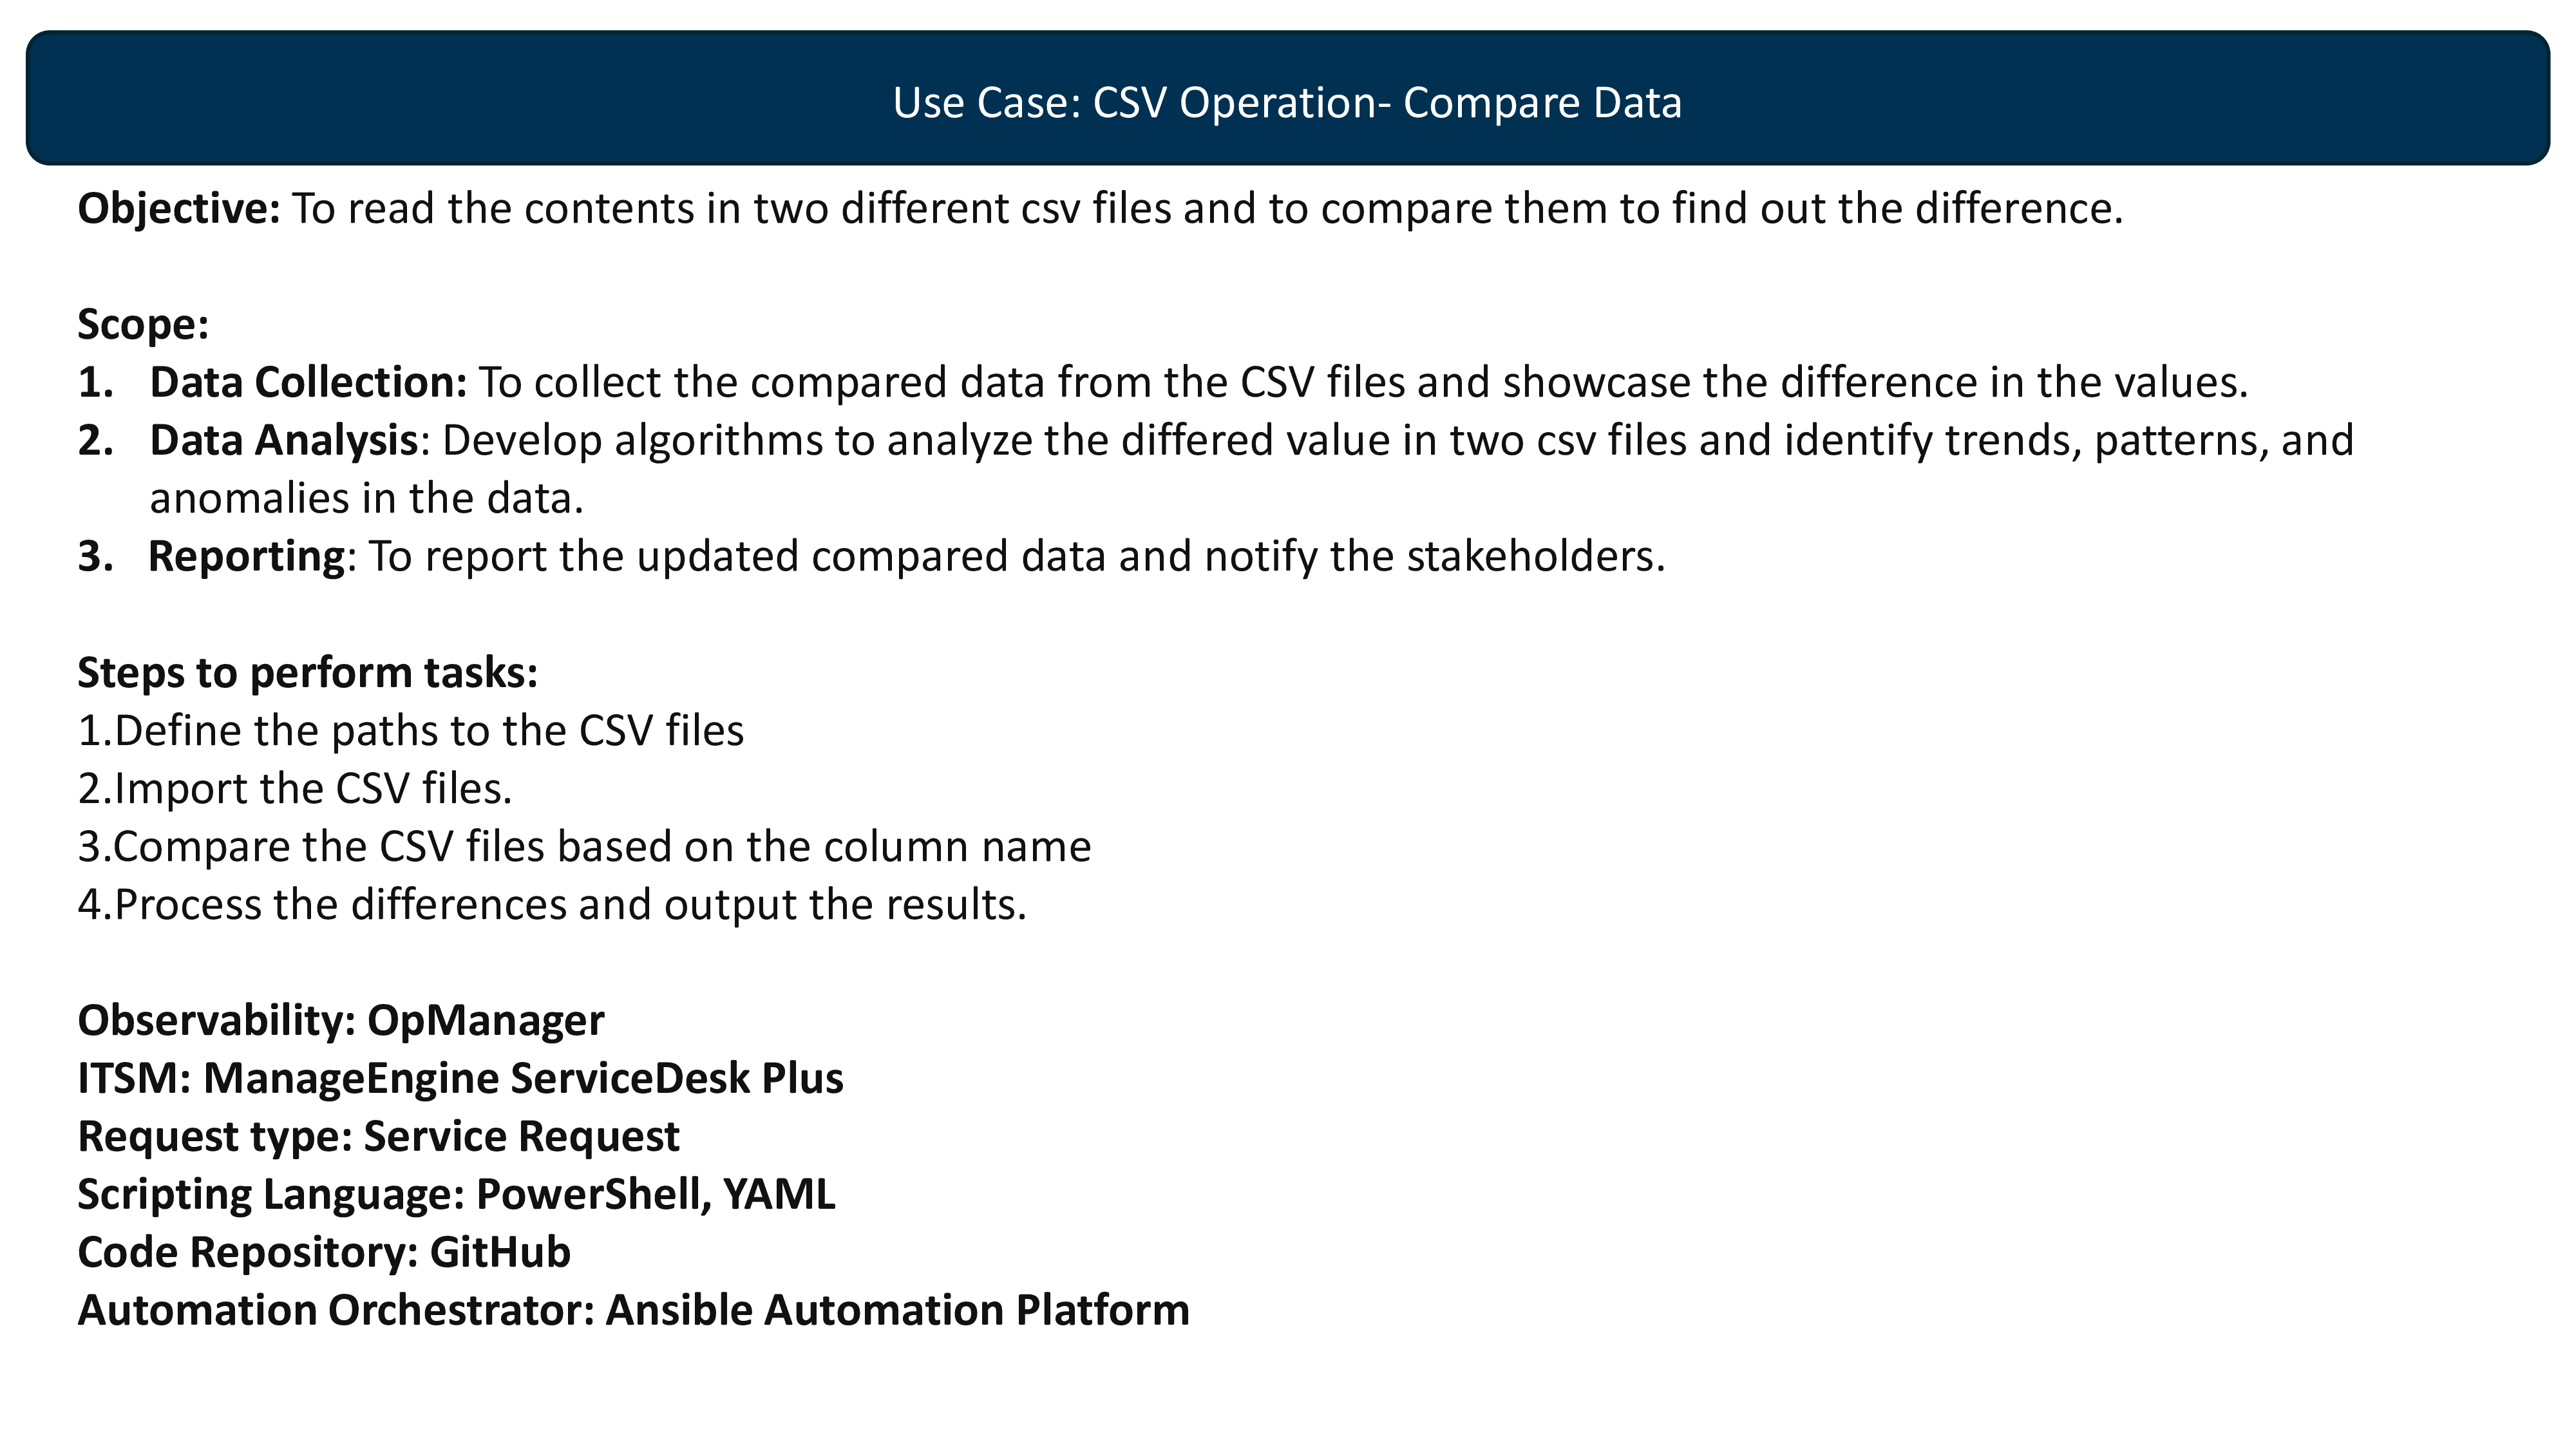 Use Case: CSV Operation- Compare Data
Objective: To read the contents in two different csv files and to compare them to find out the difference.
Scope:
1. Data Collection: To collect the compared data from the CSV files and showcase the difference in the values.
2. Data Analysis: Develop algorithms to analyze the differed value in two csv files and identify trends, patterns, and
anomalies in the data.
3. Reporting: To report the updated compared data and notify the stakeholders.
Steps to perform tasks:
1.Define the paths to the CSV files
2.Import the CSV files.
3.Compare the CSV files based on the column name
4.Process the differences and output the results.
Observability: OpManager
ITSM: ManageEngine ServiceDesk Plus
Request type: Service Request
Scripting Language: PowerShell, YAML
Code Repository: GitHub
Automation Orchestrator: Ansible Automation Platform